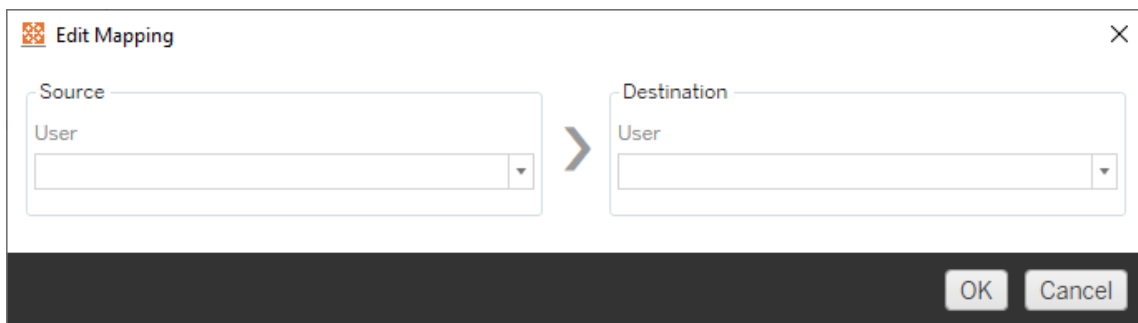 Edit Mapping
Source
User
Destination
User
OK Cancel